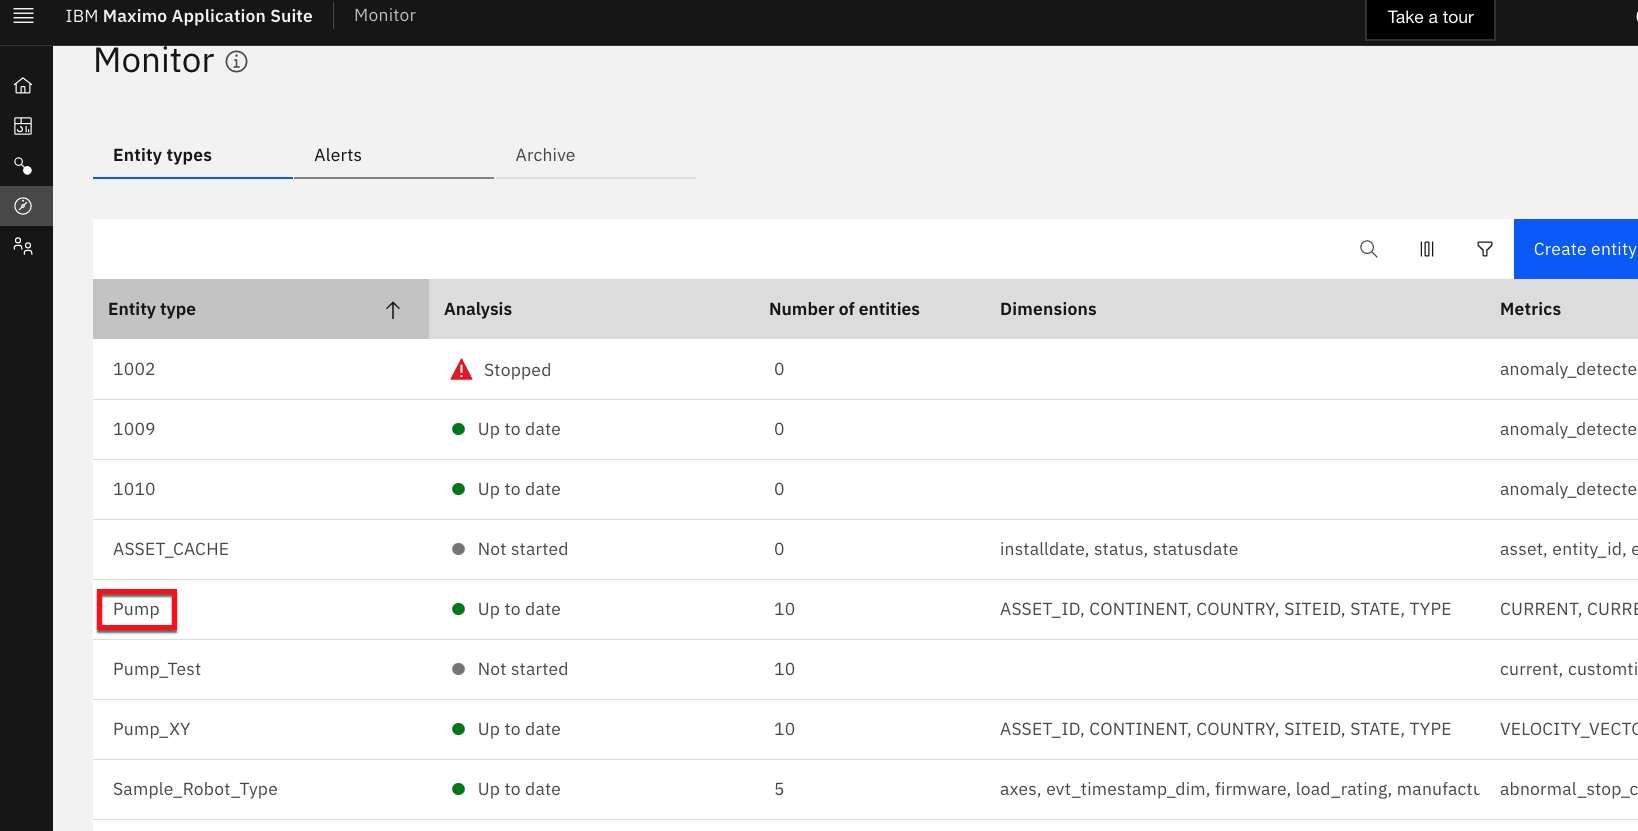 IBM Maximo Application Suite Monitor Take a tour
Monitor
Entity types Alerts Archive
Create entity
Entity type Analysis Number of entities Dimensions Metrics
1002 Stopped 0 anomaly_detecte
1009 Up to date 0 anomaly_detecte
1010 Up to date 0 anomaly_detecte
ASSET_CACHE Not started 0 installdate, status, statusdate asset, entity_id, e
Pump Up to date 10 ASSET_ID, CONTINENT, COUNTRY, SITEID, STATE, TYPE CURRENT, CURRE
Pump_Test Not started 10 current, customti
Pump_XY Up to date 10 ASSET_ID, CONTINENT, COUNTRY, SITEID, STATE, TYPE VELOCITY_VECTO
Sample_Robot_Type Up to date 5 axes, evt_timestamp_dim, firmware, load_rating, manufactu abnormal_stop_c